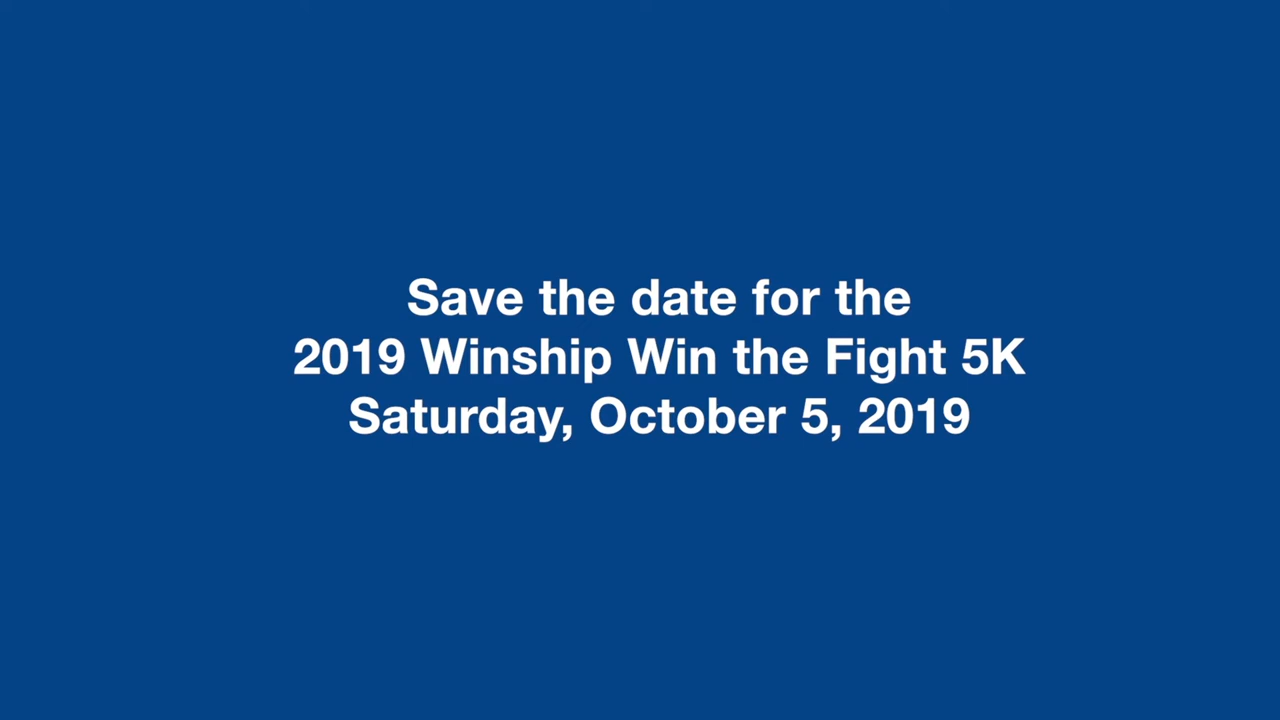 Save the date for the
2019 Winship Win the Fight 5K
Saturday, October 5, 2019